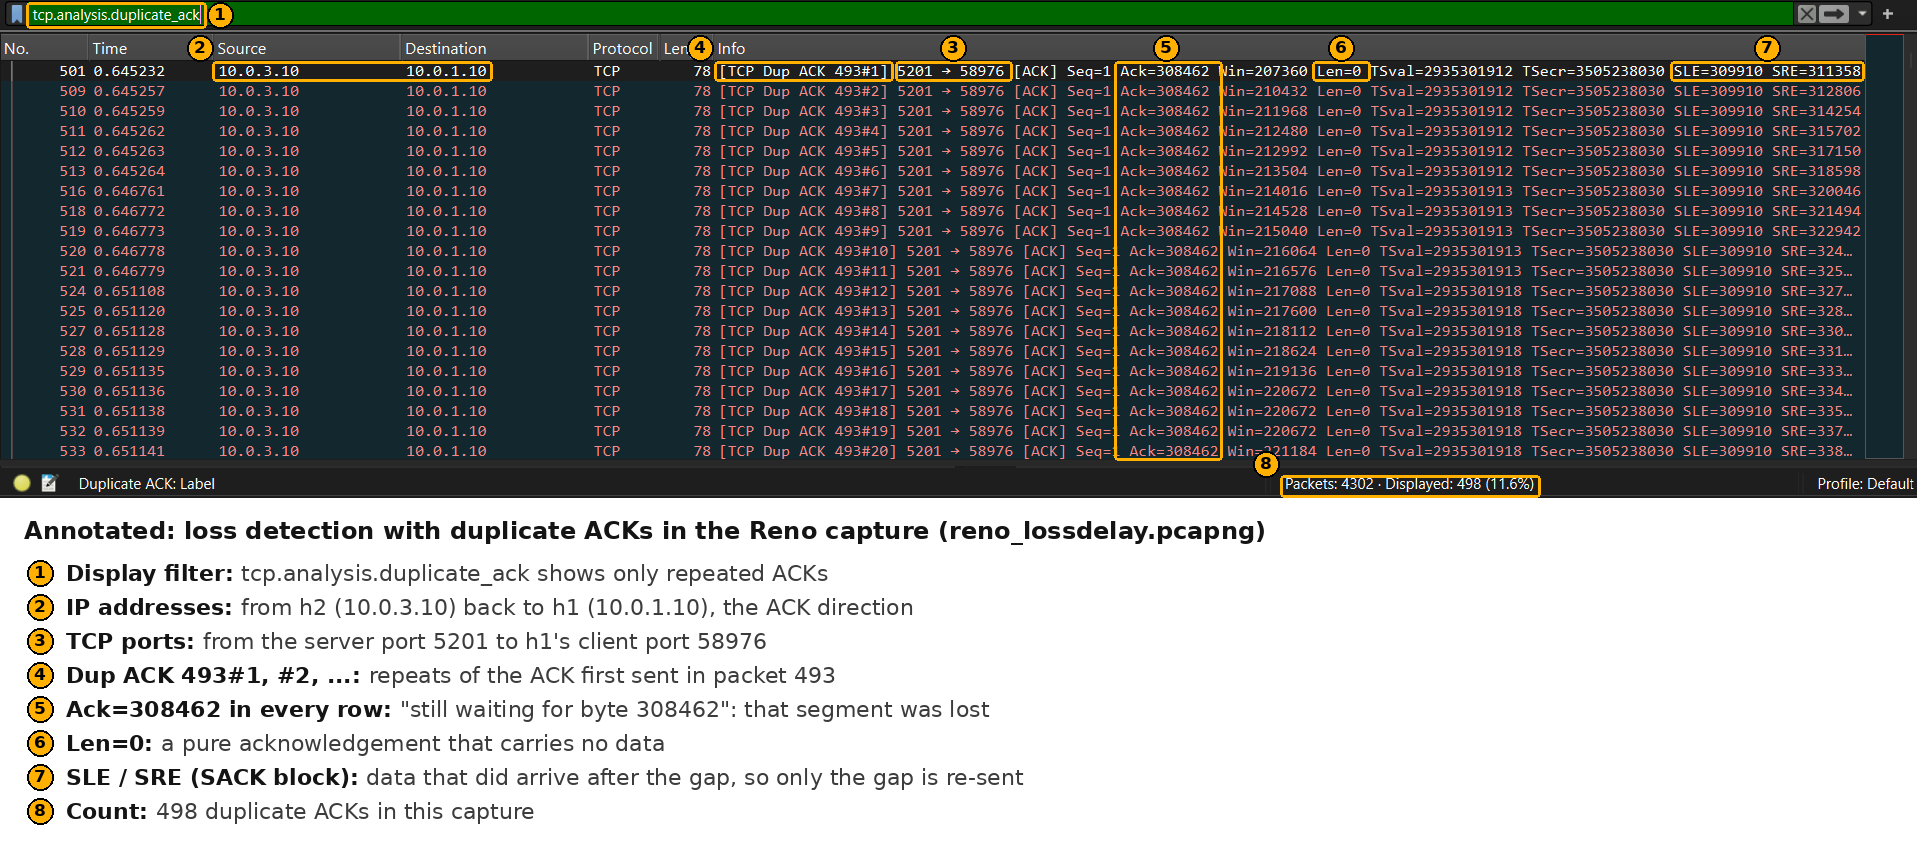 tcp.analysis.duplicate_ack 1
No. Time 2 Source Destination Protocol Len 4 Info 3 5 6 7
501 0.645232 10.0.3.10 10.0.1.10 TCP 78 [TCP Dup ACK 493#1] 5201 → 58976 [ACK] Seq=1 Ack=308462 Win=207360 Len=0 TSval=2935301912 TSecr=3505238030 SLE=309910 SRE=311358
509 0.645257 10.0.3.10 10.0.1.10 TCP 78 [TCP Dup ACK 493#2] 5201 → 58976 [ACK] Seq=1 Ack=308462 Win=210432 Len=0 TSval=2935301912 TSecr=3505238030 SLE=309910 SRE=312806
510 0.645259 10.0.3.10 10.0.1.10 TCP 78 [TCP Dup ACK 493#3] 5201 → 58976 [ACK] Seq=1 Ack=308462 Win=211968 Len=0 TSval=2935301912 TSecr=3505238030 SLE=309910 SRE=314254
511 0.645262 10.0.3.10 10.0.1.10 TCP 78 [TCP Dup ACK 493#4] 5201 → 58976 [ACK] Seq=1 Ack=308462 Win=212480 Len=0 TSval=2935301912 TSecr=3505238030 SLE=309910 SRE=315702
512 0.645263 10.0.3.10 10.0.1.10 TCP 78 [TCP Dup ACK 493#5] 5201 → 58976 [ACK] Seq=1 Ack=308462 Win=212992 Len=0 TSval=2935301912 TSecr=3505238030 SLE=309910 SRE=317150
513 0.645264 10.0.3.10 10.0.1.10 TCP 78 [TCP Dup ACK 493#6] 5201 → 58976 [ACK] Seq=1 Ack=308462 Win=213504 Len=0 TSval=2935301912 TSecr=3505238030 SLE=309910 SRE=318598
516 0.646761 10.0.3.10 10.0.1.10 TCP 78 [TCP Dup ACK 493#7] 5201 → 58976 [ACK] Seq=1 Ack=308462 Win=214016 Len=0 TSval=2935301913 TSecr=3505238030 SLE=309910 SRE=320046
518 0.646772 10.0.3.10 10.0.1.10 TCP 78 [TCP Dup ACK 493#8] 5201 → 58976 [ACK] Seq=1 Ack=308462 Win=214528 Len=0 TSval=2935301913 TSecr=3505238030 SLE=309910 SRE=321494
519 0.646773 10.0.3.10 10.0.1.10 TCP 78 [TCP Dup ACK 493#9] 5201 → 58976 [ACK] Seq=1 Ack=308462 Win=215040 Len=0 TSval=2935301913 TSecr=3505238030 SLE=309910 SRE=322942
520 0.646778 10.0.3.10 10.0.1.10 TCP 78 [TCP Dup ACK 493#10] 5201 → 58976 [ACK] Seq=1 Ack=308462 Win=216064 Len=0 TSval=2935301913 TSecr=3505238030 SLE=309910 SRE=324…
521 0.646779 10.0.3.10 10.0.1.10 TCP 78 [TCP Dup ACK 493#11] 5201 → 58976 [ACK] Seq=1 Ack=308462 Win=216576 Len=0 TSval=2935301913 TSecr=3505238030 SLE=309910 SRE=325…
524 0.651108 10.0.3.10 10.0.1.10 TCP 78 [TCP Dup ACK 493#12] 5201 → 58976 [ACK] Seq=1 Ack=308462 Win=217088 Len=0 TSval=2935301918 TSecr=3505238030 SLE=309910 SRE=327…
525 0.651120 10.0.3.10 10.0.1.10 TCP 78 [TCP Dup ACK 493#13] 5201 → 58976 [ACK] Seq=1 Ack=308462 Win=217600 Len=0 TSval=2935301918 TSecr=3505238030 SLE=309910 SRE=328…
527 0.651128 10.0.3.10 10.0.1.10 TCP 78 [TCP Dup ACK 493#14] 5201 → 58976 [ACK] Seq=1 Ack=308462 Win=218112 Len=0 TSval=2935301918 TSecr=3505238030 SLE=309910 SRE=330…
528 0.651129 10.0.3.10 10.0.1.10 TCP 78 [TCP Dup ACK 493#15] 5201 → 58976 [ACK] Seq=1 Ack=308462 Win=218624 Len=0 TSval=2935301918 TSecr=3505238030 SLE=309910 SRE=331…
529 0.651135 10.0.3.10 10.0.1.10 TCP 78 [TCP Dup ACK 493#16] 5201 → 58976 [ACK] Seq=1 Ack=308462 Win=219136 Len=0 TSval=2935301918 TSecr=3505238030 SLE=309910 SRE=333…
530 0.651136 10.0.3.10 10.0.1.10 TCP 78 [TCP Dup ACK 493#17] 5201 → 58976 [ACK] Seq=1 Ack=308462 Win=220672 Len=0 TSval=2935301918 TSecr=3505238030 SLE=309910 SRE=334…
531 0.651138 10.0.3.10 10.0.1.10 TCP 78 [TCP Dup ACK 493#18] 5201 → 58976 [ACK] Seq=1 Ack=308462 Win=220672 Len=0 TSval=2935301918 TSecr=3505238030 SLE=309910 SRE=335…
532 0.651139 10.0.3.10 10.0.1.10 TCP 78 [TCP Dup ACK 493#19] 5201 → 58976 [ACK] Seq=1 Ack=308462 Win=220672 Len=0 TSval=2935301918 TSecr=3505238030 SLE=309910 SRE=337…
533 0.651141 10.0.3.10 10.0.1.10 TCP 78 [TCP Dup ACK 493#20] 5201 → 58976 [ACK] Seq=1 Ack=308462 Win=221184 Len=0 TSval=2935301918 TSecr=3505238030 SLE=309910 SRE=338…
8
Duplicate ACK: Label Packets: 4302 · Displayed: 498 (11.6%) Profile: Default
Annotated: loss detection with duplicate ACKs in the Reno capture (reno_lossdelay.pcapng)
1 Display filter: tcp.analysis.duplicate_ack shows only repeated ACKs
2 IP addresses: from h2 (10.0.3.10) back to h1 (10.0.1.10), the ACK direction
3 TCP ports: from the server port 5201 to h1's client port 58976
4 Dup ACK 493#1, #2, ...: repeats of the ACK first sent in packet 493
5 Ack=308462 in every row: "still waiting for byte 308462": that segment was lost
6 Len=0: a pure acknowledgement that carries no data
7 SLE / SRE (SACK block): data that did arrive after the gap, so only the gap is re-sent
8 Count: 498 duplicate ACKs in this capture